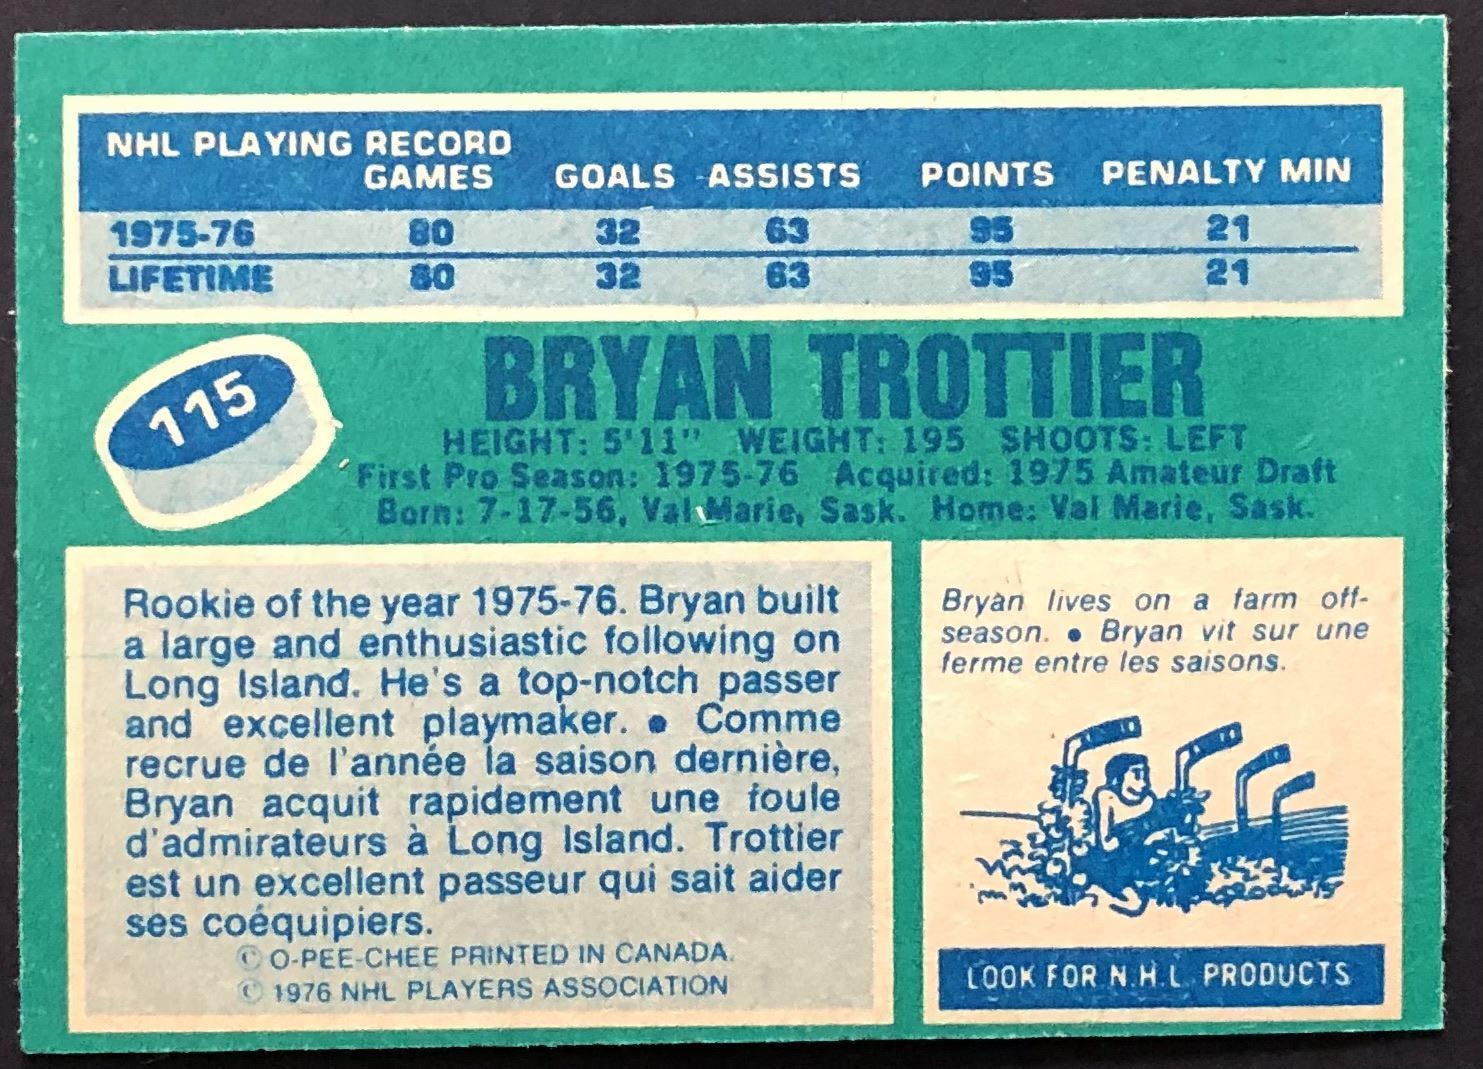 NHL PLAYING RECORD
GAMES GOALS ASSISTS POINTS PENALTY MIN
1975-76 80 32 63 95 21
LIFETIME 80 32 63 95 21
115
BRYAN TROTTIER
HEIGHT: 5'11" WEIGHT: 195 SHOOTS: LEFT
First Pro Season: 1975-76 Acquired: 1975 Amateur Draft
Born: 7-17-56, Val Marie, Sask. Home: Val Marie, Sask.
Rookie of the year 1975-76. Bryan built
a large and enthusiastic following on
Long Island. He's a top-notch passer
and excellent playmaker. ● Comme
recrue de l'année la saison dernière,
Bryan acquit rapidement une foule
d'admirateurs à Long Island. Trottier
est un excellent passeur qui sait aider
ses coéquipiers.
© O-PEE-CHEE PRINTED IN CANADA.
© 1976 NHL PLAYERS ASSOCIATION
Bryan lives on a farm off-
season. ● Bryan vit sur une
ferme entre les saisons.
LOOK FOR N.H.L. PRODUCTS